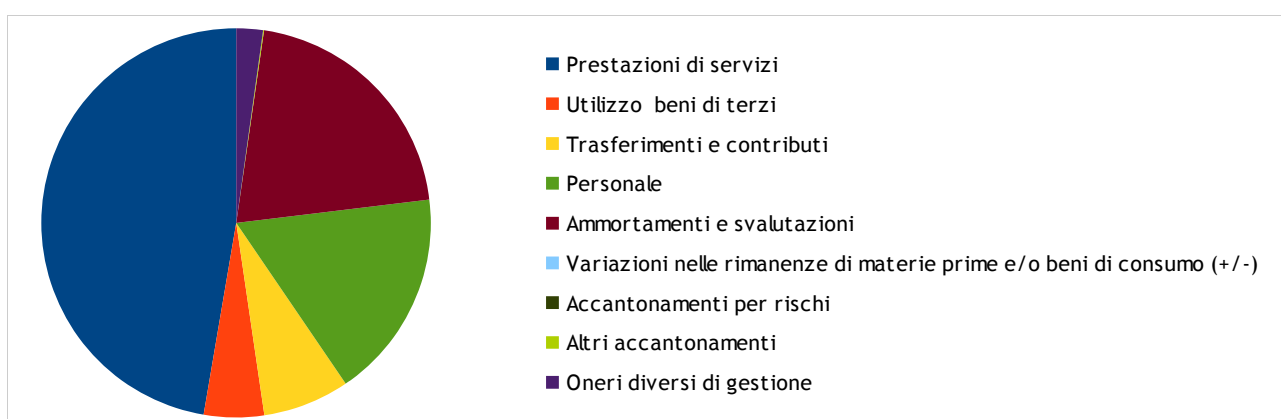 Prestazioni di servizi
Utilizzo beni di terzi
Trasferimenti e contributi
Personale
Ammortamenti e svalutazioni
Variazioni nelle rimanenze di materie prime e/o beni di consumo (+/-)
Accantonamenti per rischi
Altri accantonamenti
Oneri diversi di gestione